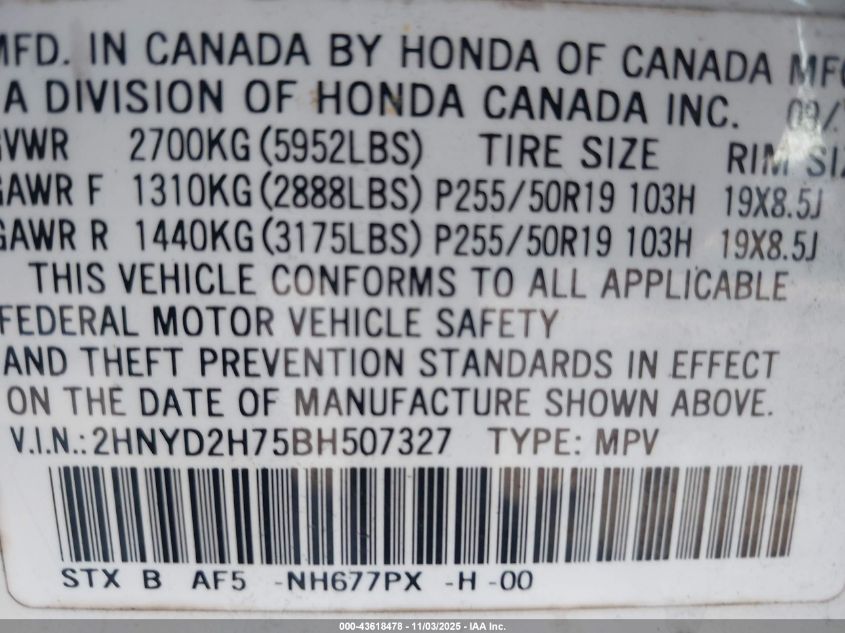 MFD. IN CANADA BY HONDA OF CANADA MFG
A DIVISION OF HONDA CANADA INC. 09/
GVWR 2700KG (5952LBS) TIRE SIZE RIM SIZ
GAWR F 1310KG (2888LBS) P255/50R19 103H 19X8.5J
GAWR R 1440KG (3175LBS) P255/50R19 103H 19X8.5J
THIS VEHICLE CONFORMS TO ALL APPLICABLE
FEDERAL MOTOR VEHICLE SAFETY
AND THEFT PREVENTION STANDARDS IN EFFECT
ON THE DATE OF MANUFACTURE SHOWN ABOVE.
V.I.N.: 2HNYD2H75BH507327 TYPE: MPV
STX B AF5 -NH677PX -H -00
000-43618478 - 11/03/2025 - IAA Inc.